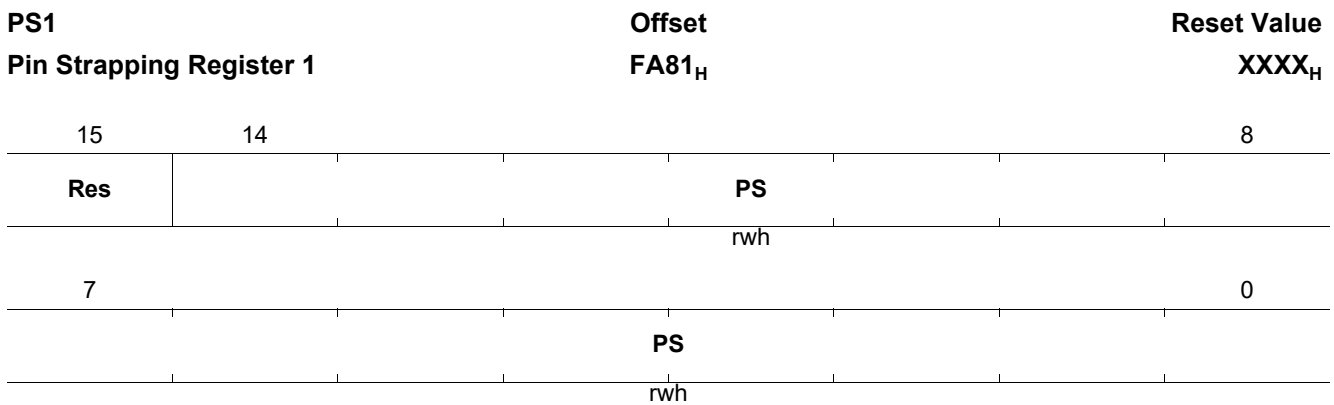 PS1 Offset Reset Value
Pin Strapping Register 1 FA81H XXXXH
15 14 8
Res PS
rwh
7 0
PS
rwh